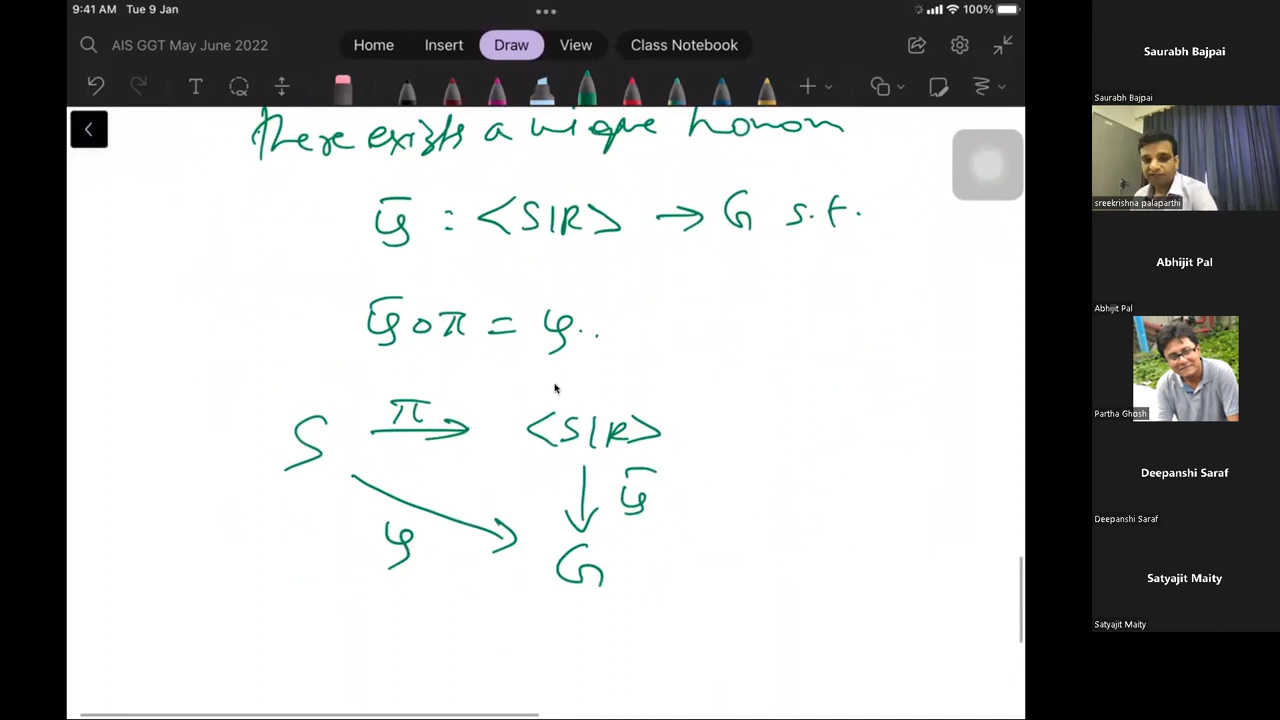 9:41 AM Tue 9 Jan
100%
AIS GGT May June 2022
Home Insert Draw View Class Notebook
there exists a unique homom
φ̄ : <S|R> → G s.t.
φ̄ ∘ π = φ..
S π → <S|R>
φ φ̄
G
Saurabh Bajpai
Saurabh Bajpai
sreekrishna palaparthi
Abhijit Pal
Abhijit Pal
Partha Ghosh
Deepanshi Saraf
Deepanshi Saraf
Satyajit Maity
Satyajit Maity